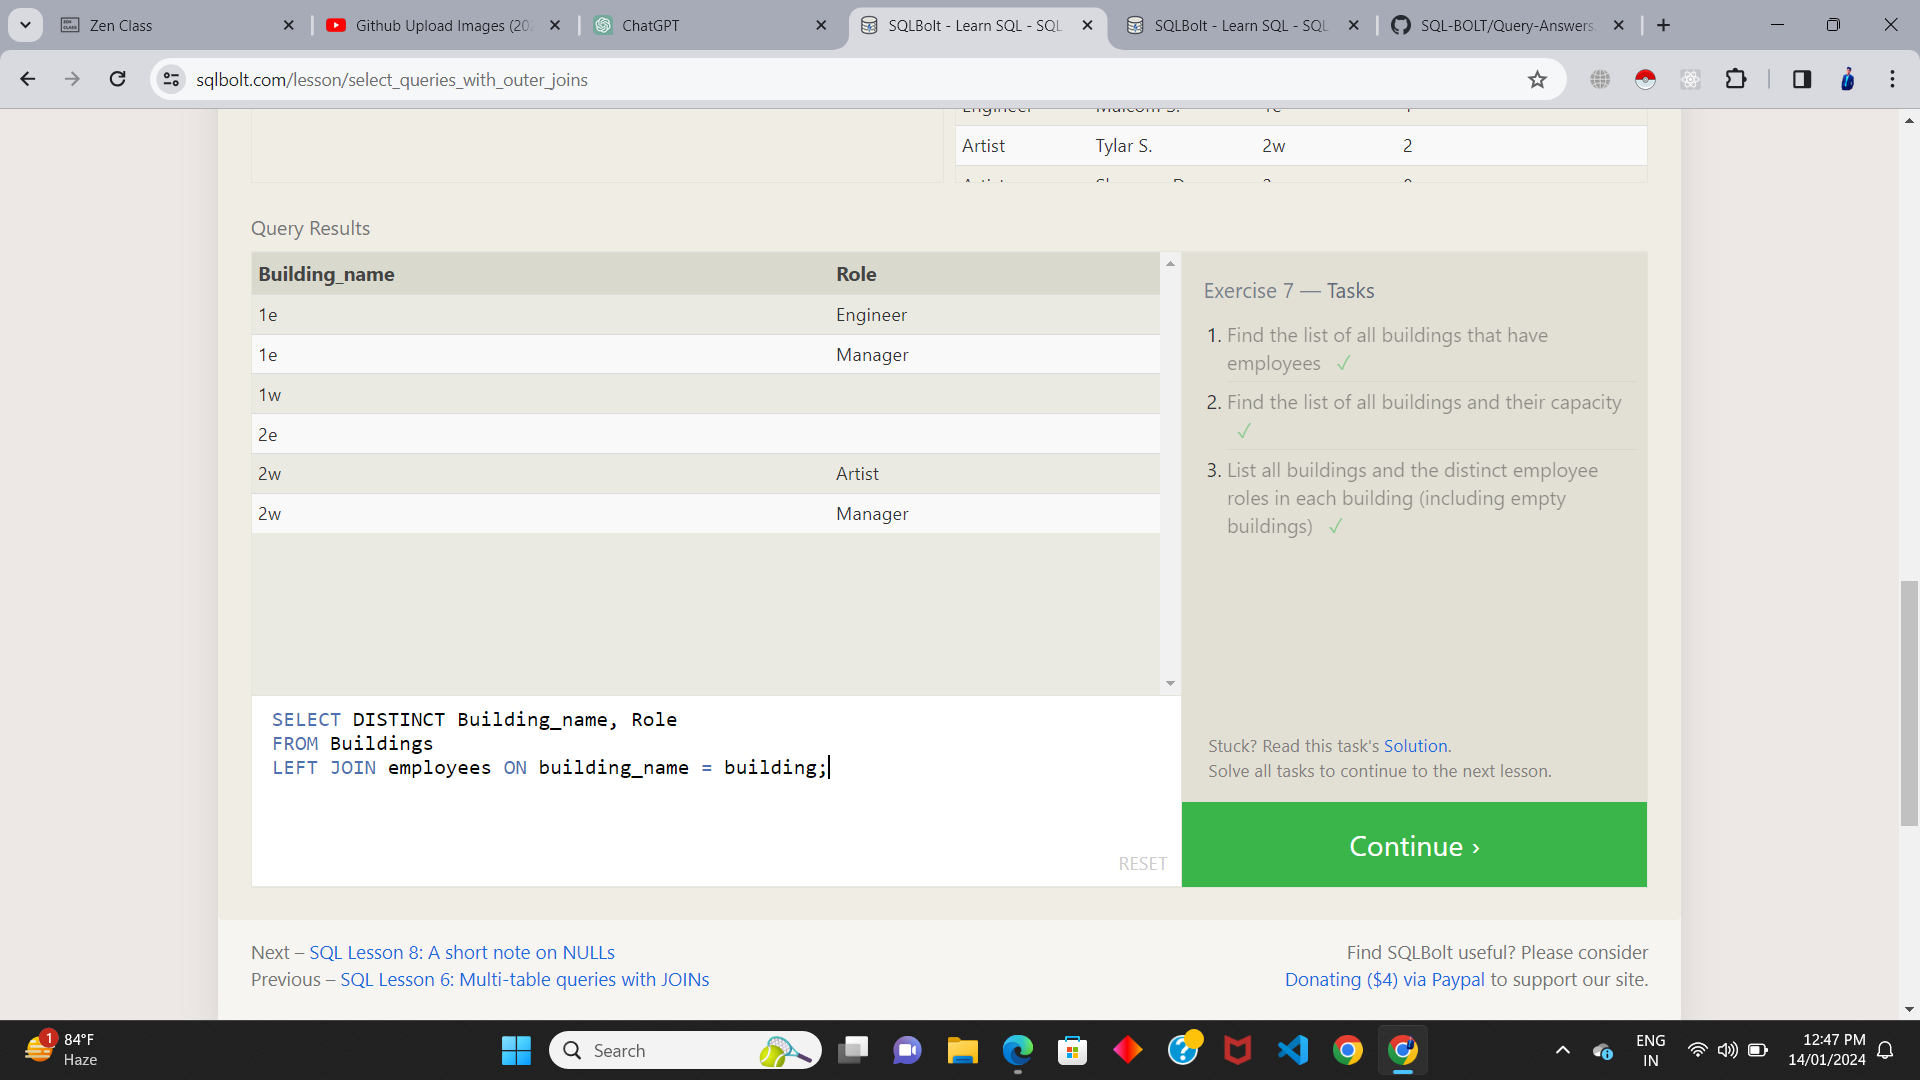 Zen Class
Github Upload Images (20
ChatGPT
SQLBolt - Learn SQL - SQL
SQLBolt - Learn SQL - SQL
SQL-BOLT/Query-Answers
sqlbolt.com/lesson/select_queries_with_outer_joins
Engineer Malcom S. 1e
Artist Tylar S. 2w 2
Query Results
Building_name Role
1e Engineer
1e Manager
1w
2e
2w Artist
2w Manager
Exercise 7 — Tasks
1. Find the list of all buildings that have
employees ✓
2. Find the list of all buildings and their capacity
✓
3. List all buildings and the distinct employee
roles in each building (including empty
buildings) ✓
SELECT DISTINCT Building_name, Role
FROM Buildings
LEFT JOIN employees ON building_name = building;
RESET
Stuck? Read this task's Solution.
Solve all tasks to continue to the next lesson.
Continue ›
Next – SQL Lesson 8: A short note on NULLs
Previous – SQL Lesson 6: Multi-table queries with JOINs
Find SQLBolt useful? Please consider
Donating ($4) via Paypal to support our site.
1
84°F
Haze
Search
ENG
IN
12:47 PM
14/01/2024